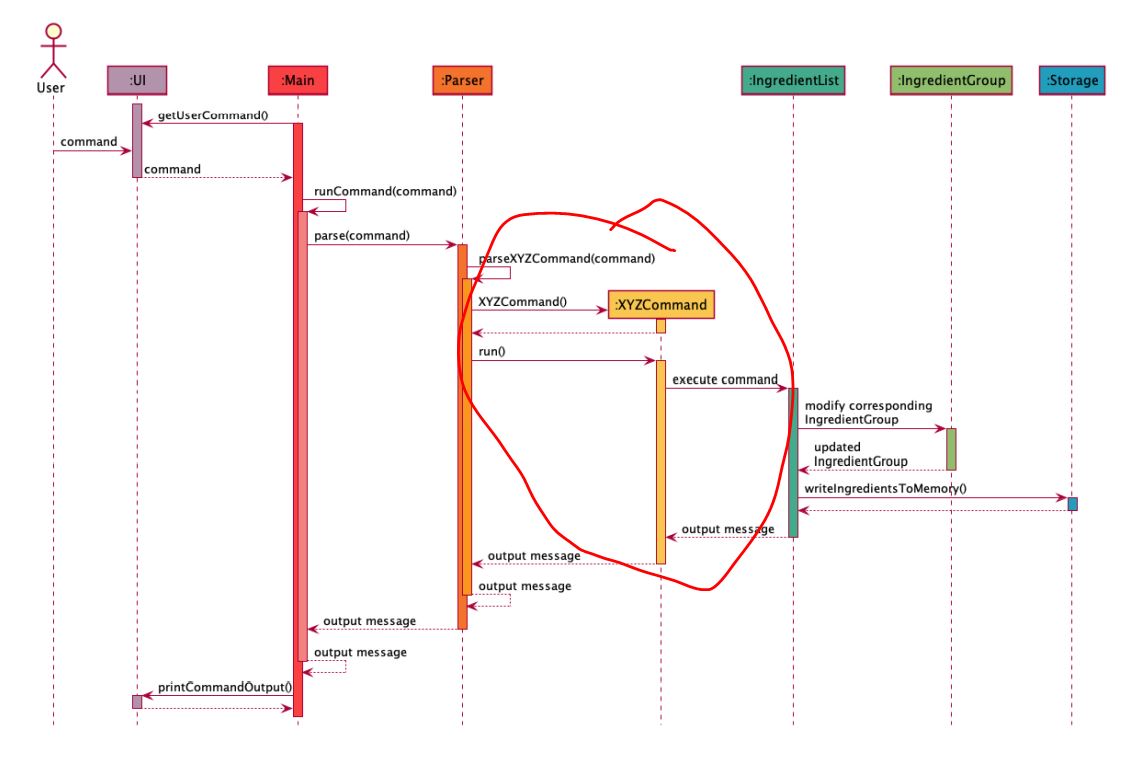 User
:UI
:Main
:Parser
:IngredientList
:IngredientGroup
:Storage
getUserCommand()
command
command
runCommand(command)
parse(command)
parseXYZCommand(command)
XYZCommand()
:XYZCommand
run()
execute command
modify corresponding
IngredientGroup
updated
IngredientGroup
writeIngredientsToMemory()
output message
output message
output message
output message
output message
printCommandOutput()